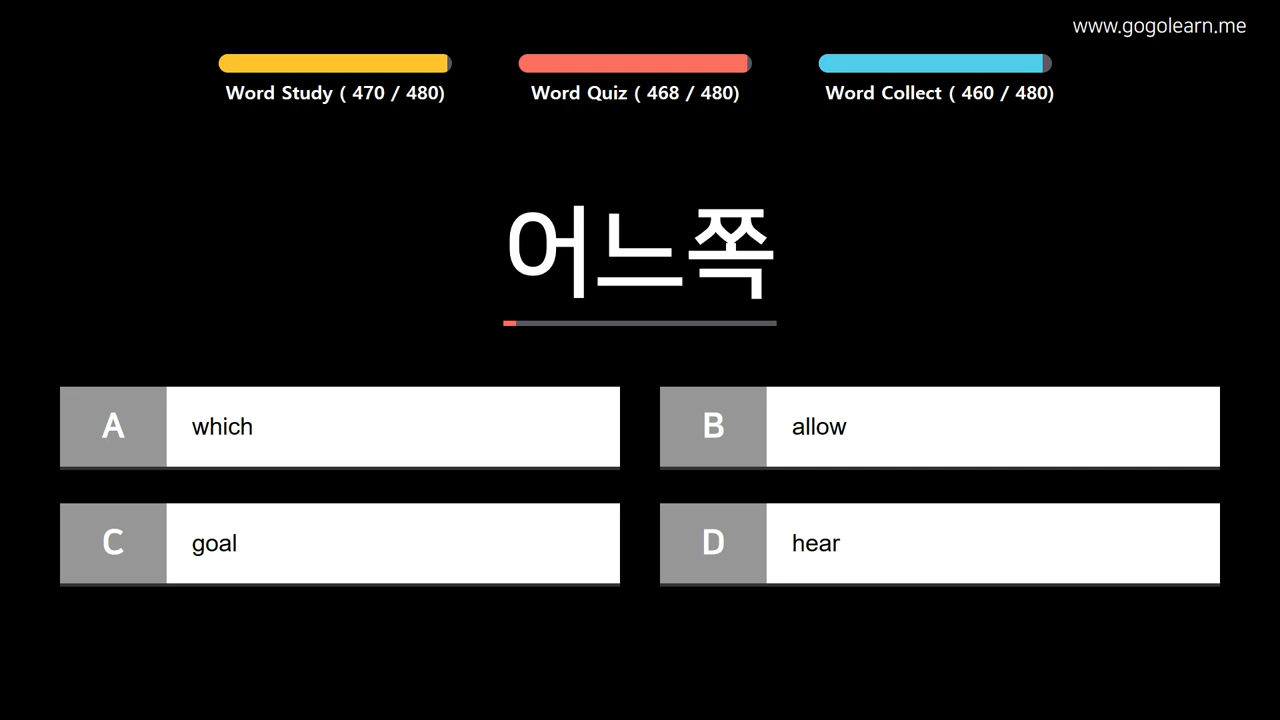 www.gogolearn.me
Word Study ( 470 / 480)
Word Quiz ( 468 / 480)
Word Collect ( 460 / 480)
어느쪽
A which
B allow
C goal
D hear